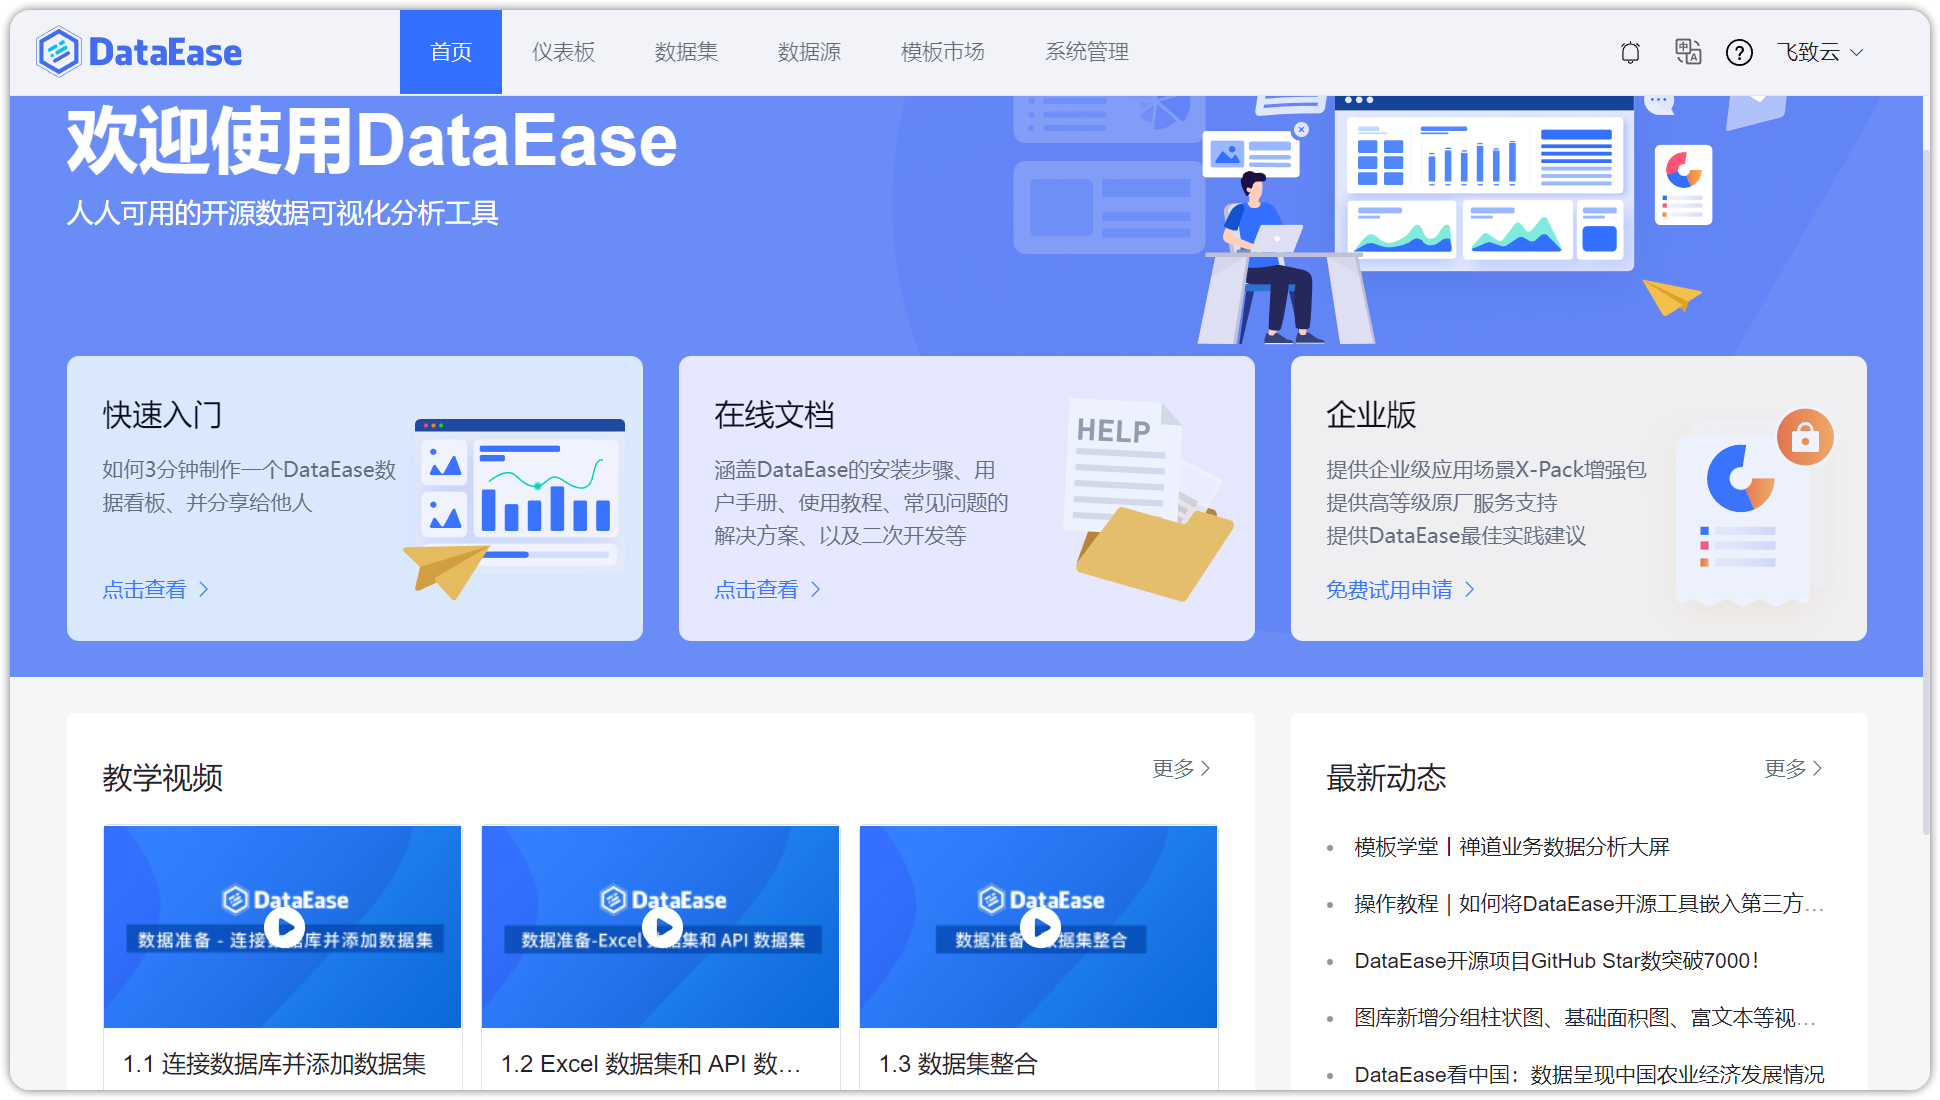 DataEase
首页
仪表板
数据集
数据源
模板市场
系统管理
飞致云
欢迎使用DataEase
人人可用的开源数据可视化分析工具
快速入门
如何3分钟制作一个DataEase数
据看板、并分享给他人
点击查看
在线文档
涵盖DataEase的安装步骤、用
户手册、使用教程、常见问题的
解决方案、以及二次开发等
点击查看
HELP
企业版
提供企业级应用场景X-Pack增强包
提供高等级原厂服务支持
提供DataEase最佳实践建议
免费试用申请
教学视频
更多
DataEase
数据准备 - 连接数据库并添加数据集
1.1 连接数据库并添加数据集
DataEase
数据准备-Excel 数据集和 API 数据集
1.2 Excel 数据集和 API 数…
DataEase
数据准备-数据集整合
1.3 数据集整合
最新动态
更多
模板学堂丨禅道业务数据分析大屏
操作教程 | 如何将DataEase开源工具嵌入第三方…
DataEase开源项目GitHub Star数突破7000！
图库新增分组柱状图、基础面积图、富文本等视…
DataEase看中国：数据呈现中国农业经济发展情况